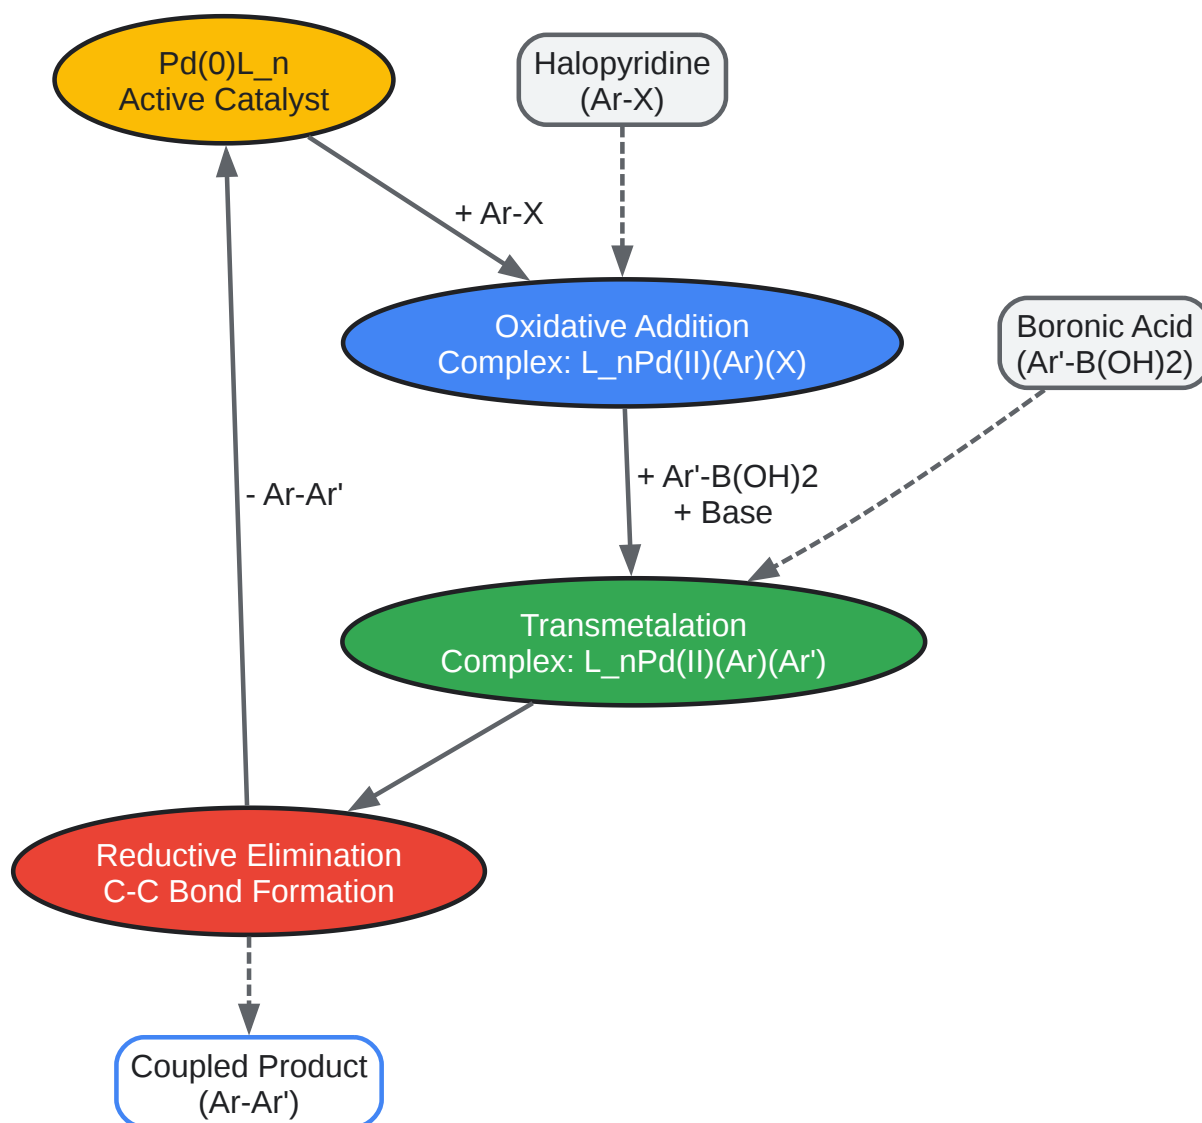 Pd(0)L_n
Active Catalyst
Halopyridine
(Ar-X)
+ Ar-X
Oxidative Addition
Complex: L_nPd(II)(Ar)(X)
Boronic Acid
(Ar'-B(OH)2)
+ Ar'-B(OH)2
+ Base
- Ar-Ar'
Transmetalation
Complex: L_nPd(II)(Ar)(Ar')
Reductive Elimination
C-C Bond Formation
Coupled Product
(Ar-Ar')